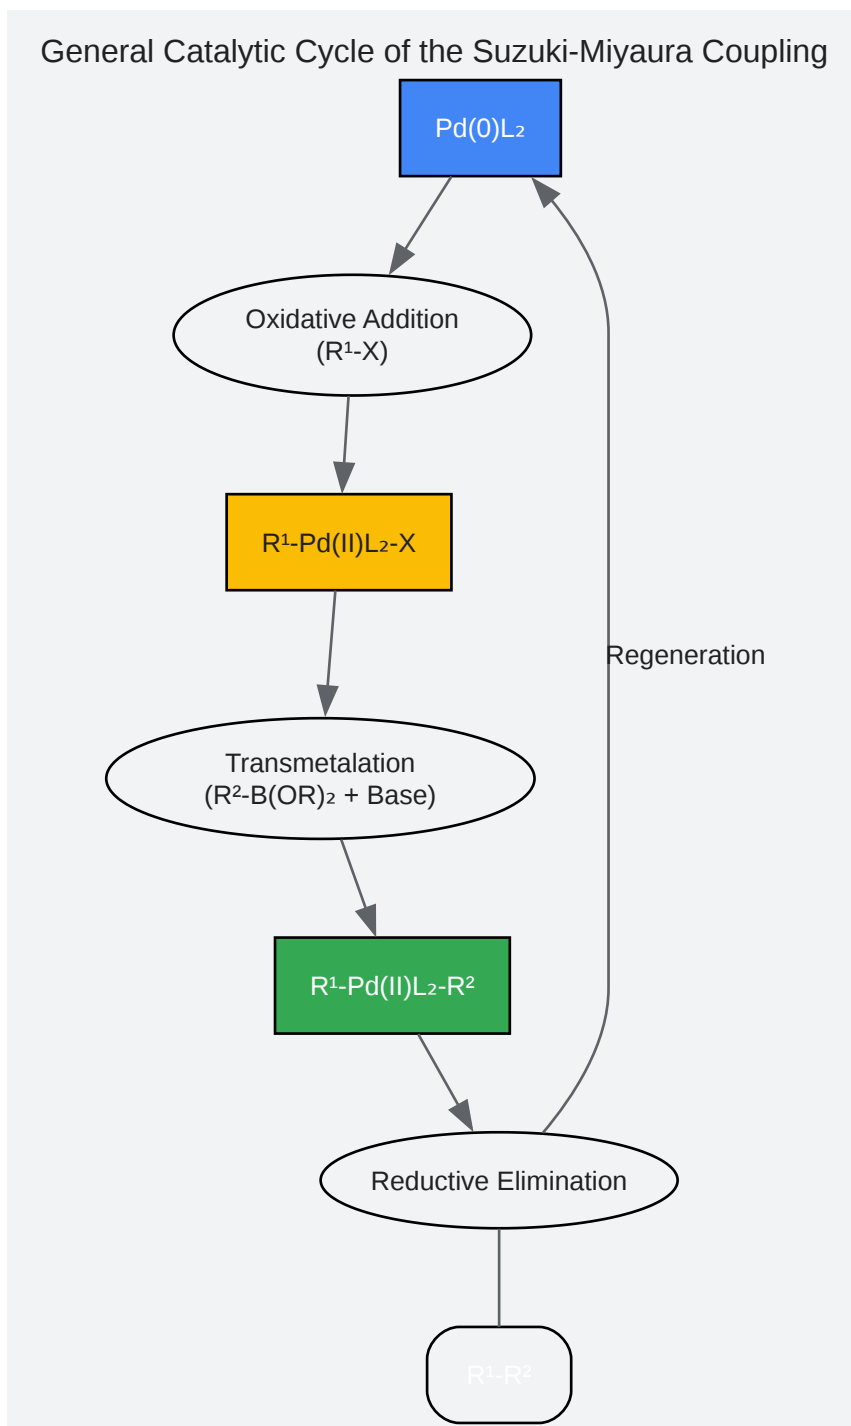 General Catalytic Cycle of the Suzuki-Miyaura Coupling
Pd(0)L₂
Oxidative Addition
(R¹-X)
R¹-Pd(II)L₂-X
Regeneration
Transmetalation
(R²-B(OR)₂ + Base)
R¹-Pd(II)L₂-R²
Reductive Elimination
R¹-R²